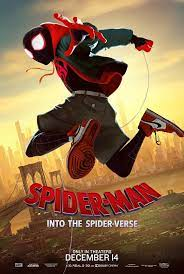 SPIDER-MAN
INTO THE SPIDER-VERSE
ONLY IN THEATERS
DECEMBER 14